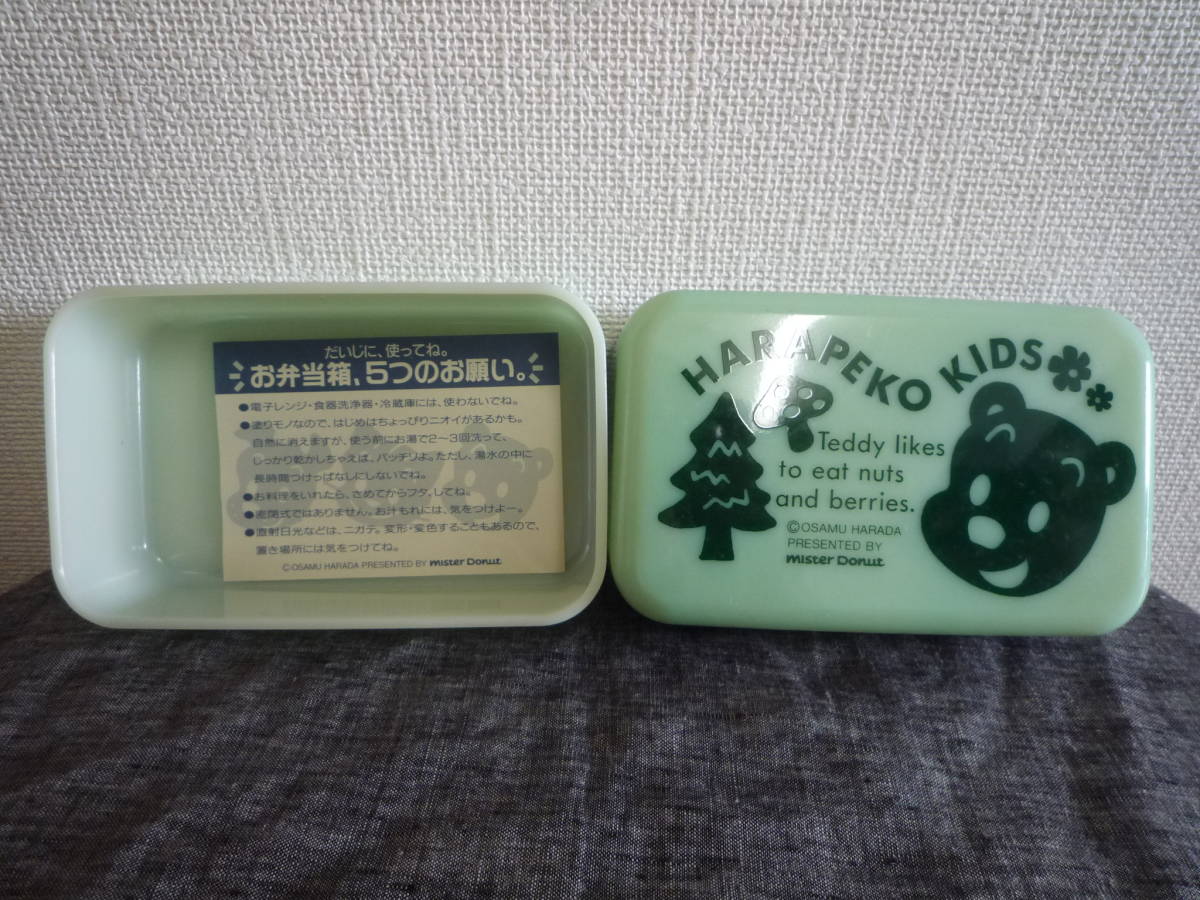 だいじに、使ってね。
お弁当箱、5つのお願い。
●電子レンジ・食器洗浄器・冷蔵庫には、使わないでね。
●塗りモノなので、はじめはちょっぴりニオイがあるかも。
自然に消えますが、使う前にお湯で2〜3回洗って、
しっかり乾かしちゃえば、バッチリよ。ただし、湯水の中に
長時間つけっぱなしにしないでね。
●お料理をいれたら、さめてからフタ、してね。
●密閉式ではありません。お汁もれには、気をつけよー。
●直射日光などは、ニガテ。変形・変色することもあるので、
置き場所には気をつけてね。
©OSAMU HARADA PRESENTED BY mister Donut
HARAPEKO KIDS
Teddy likes
to eat nuts
and berries.
©OSAMU HARADA
PRESENTED BY
mister Donut